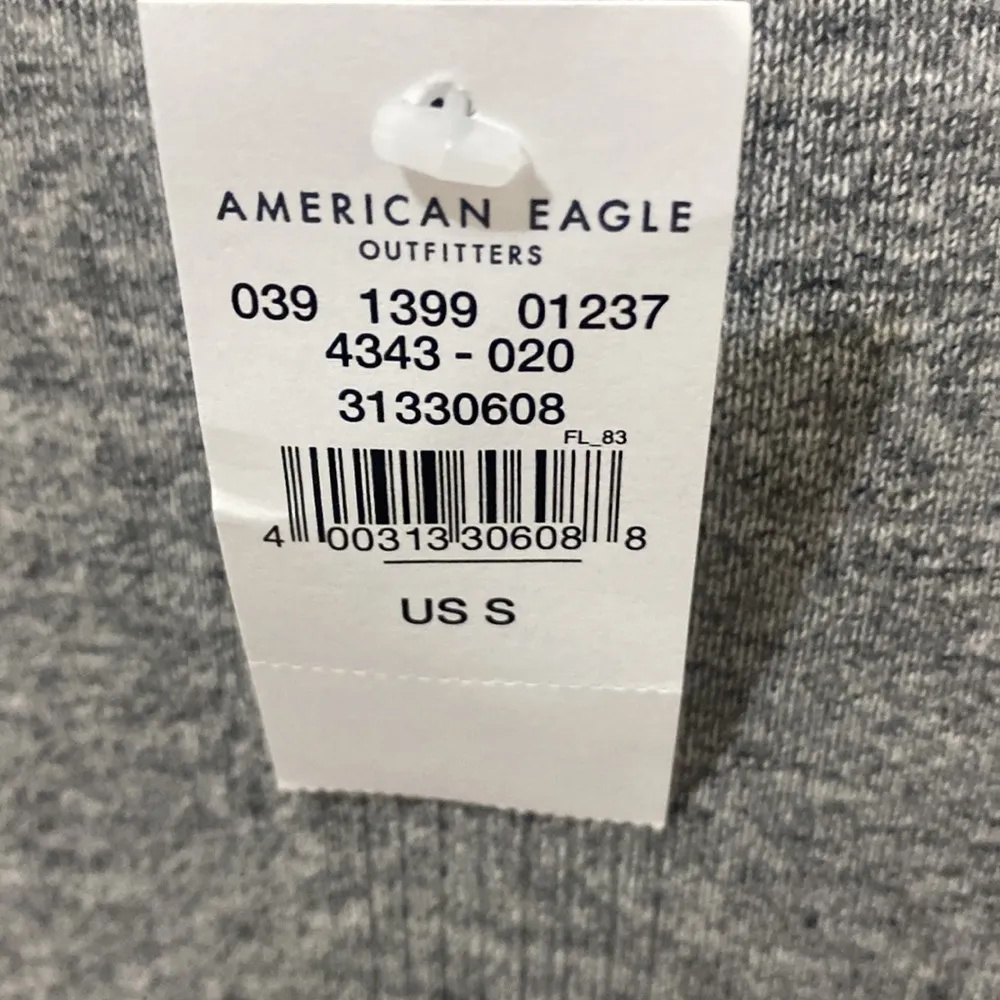 AMERICAN EAGLE
OUTFITTERS
039 1399 01237
4343 - 020
31330608
FL_83
4 00313 30608 8
US S